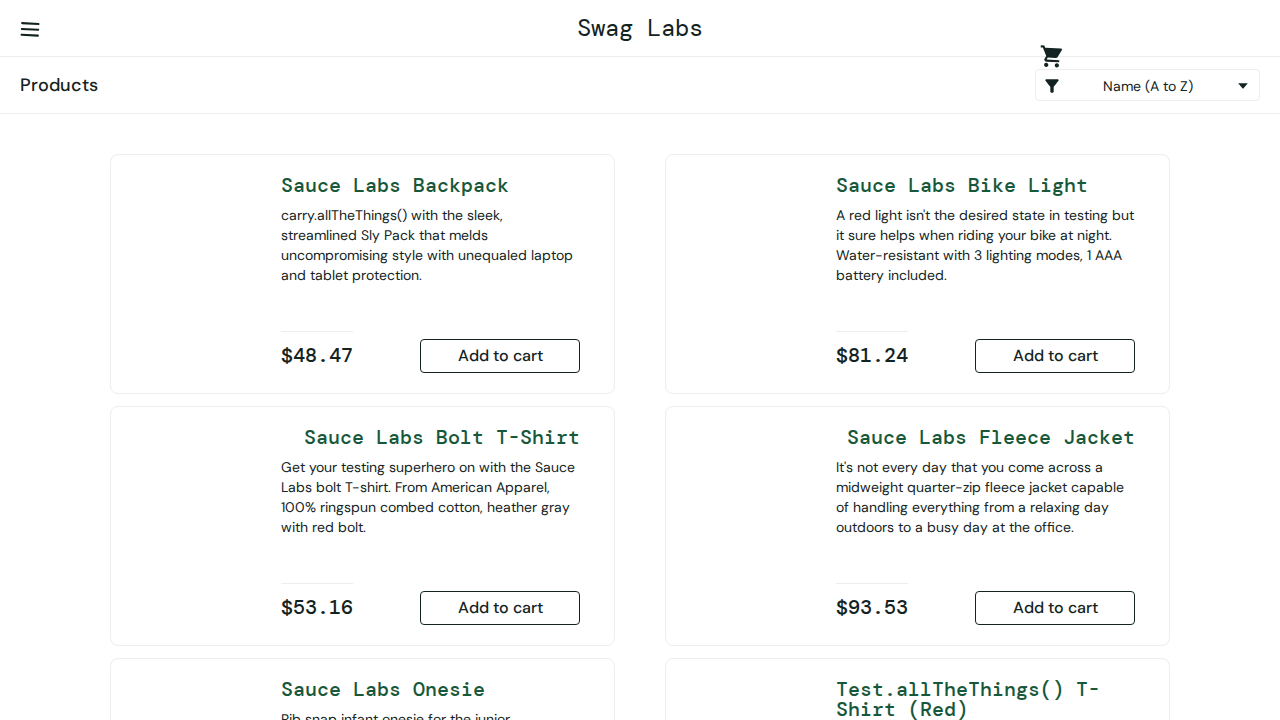 Swag Labs
Products
Name (A to Z)
Sauce Labs Backpack
carry.allTheThings() with the sleek,
streamlined Sly Pack that melds
uncompromising style with unequaled laptop
and tablet protection.
$48.47
Add to cart
Sauce Labs Bike Light
A red light isn't the desired state in testing but
it sure helps when riding your bike at night.
Water-resistant with 3 lighting modes, 1 AAA
battery included.
$81.24
Add to cart
Sauce Labs Bolt T-Shirt
Get your testing superhero on with the Sauce
Labs bolt T-shirt. From American Apparel,
100% ringspun combed cotton, heather gray
with red bolt.
$53.16
Add to cart
Sauce Labs Fleece Jacket
It's not every day that you come across a
midweight quarter-zip fleece jacket capable
of handling everything from a relaxing day
outdoors to a busy day at the office.
$93.53
Add to cart
Sauce Labs Onesie
Rib snap infant onesie for the junior
Test.allTheThings() T-
Shirt (Red)